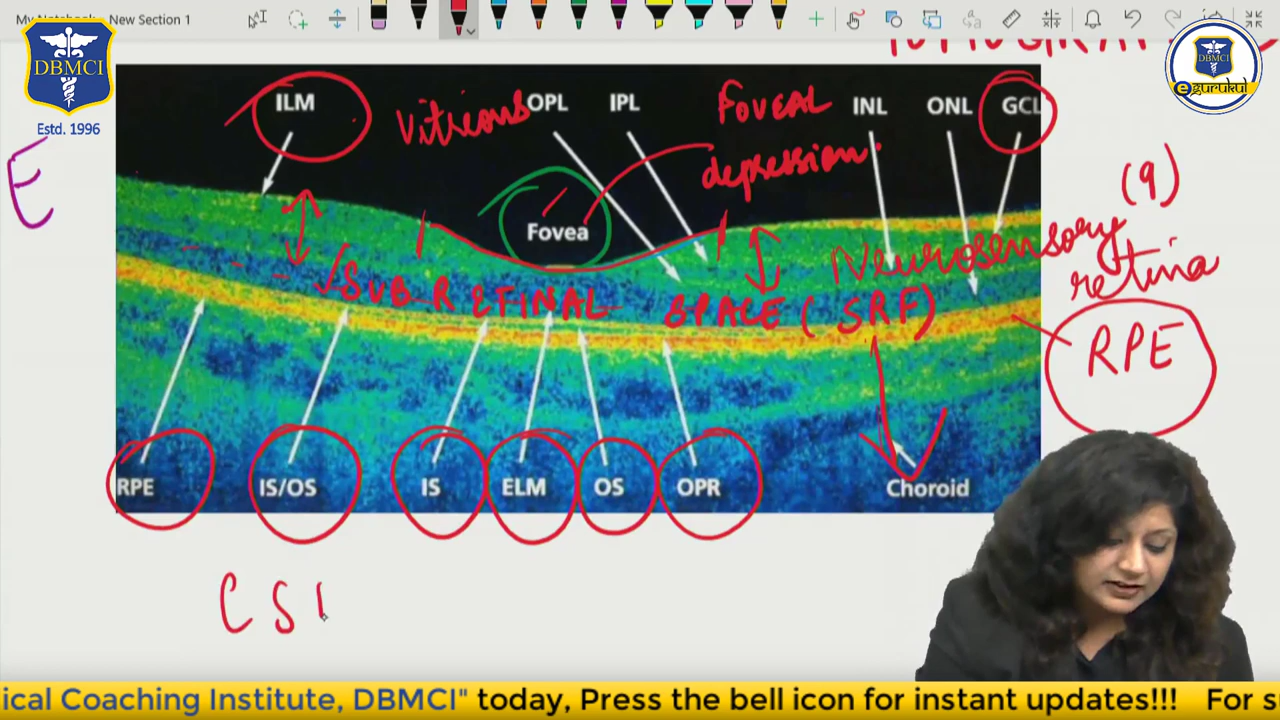 My Notebook - New Section 1
DBMCI
Estd. 1996
DBMCI
eGurukul
E
ILM
Vitreous
OPL
IPL
Foveal
depression
INL
ONL
GCL
Fovea
(9)
Neurosensory
retina
SUB RETINAL SPACE (SRF)
RPE
RPE
IS/OS
IS
ELM
OS
OPR
Choroid
CS
ical Coaching Institute, DBMCI" today, Press the bell icon for instant updates!!! For s